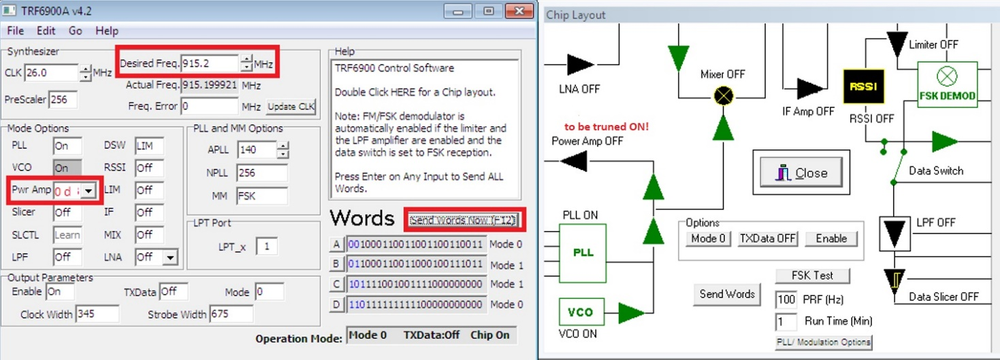 TRF6900A v4.2
File Edit Go Help
Synthesizer
CLK 26.0 MHz
PreScaler 256
Desired Freq. 915.2 MHz
Actual Freq. 915.199921 MHz
Freq. Error 0 MHz Update CLK
Mode Options
PLL On DSW LIM
VCO On RSSI Off
Pwr Amp 0 d LIM Off
Slicer Off IF Off
SLCTL Learn MIX Off
LPF Off LNA Off
PLL and MM Options
APLL 140
NPLL 256
MM FSK
LPT Port
LPT_x 1
Output Parameters
Enable On TXData Off Mode 0
Clock Width 345 Strobe Width 675
Help
TRF6900 Control Software
Double Click HERE for a Chip layout.
Note: FM/FSK demodulator is
automatically enabled if the limiter and
the LPF amplifier are enabled and the
data switch is set to FSK reception.
Press Enter on Any Input to Send ALL
Words.
Words Send Words Now (F12)
A 001000110011001100110011 Mode 0
B 011000110011000100111011 Mode 1
C 101111001001111000000000 Mode 1
D 110111111111100000000000 Mode 0
Operation Mode: Mode 0 TXData:Off Chip On
Chip Layout
LNA OFF
Mixer OFF
IF Amp OFF
RSSI
RSSI OFF
Limiter OFF
FSK DEMOD
to be truned ON!
Power Amp OFF
Close
Data Switch
PLL ON
PLL
VCO
VCO ON
Options
Mode 0 TXData OFF Enable
LPF OFF
Send Words
FSK Test
100 PRF (Hz)
1 Run Time (Min)
PLL/ Modulation Options
Data Slicer OFF